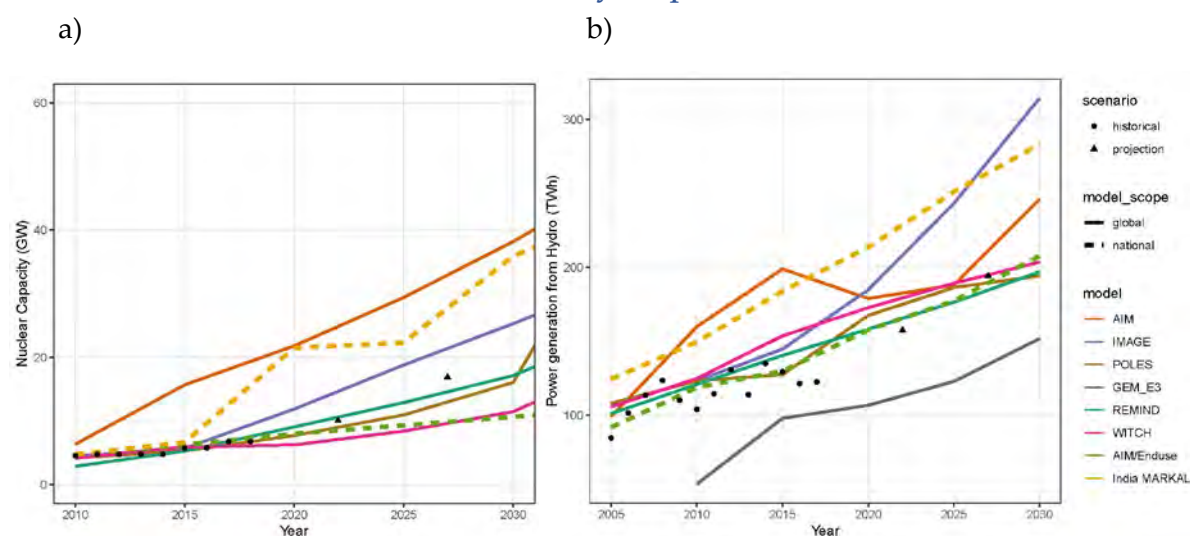 a)
b)
60
40
20
0
Nuclear Capacity (GW)
2010
2015
2020
2025
2030
Year
300
200
100
Power generation from Hydro (TWh)
2005
2010
2015
2020
2025
2030
Year
scenario
historical
projection
model_scope
global
national
model
AIM
IMAGE
POLES
GEM_E3
REMIND
WITCH
AIM/Enduse
India MARKAL